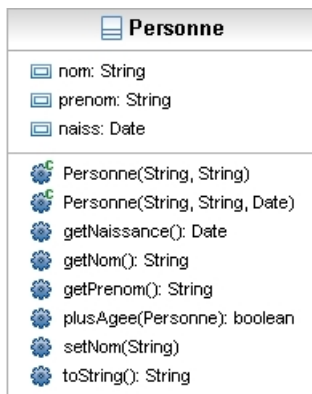 Personne
nom: String
prenom: String
naiss: Date
C Personne(String, String)
C Personne(String, String, Date)
getNaissance(): Date
getNom(): String
getPrenom(): String
plusAgee(Personne): boolean
setNom(String)
toString(): String